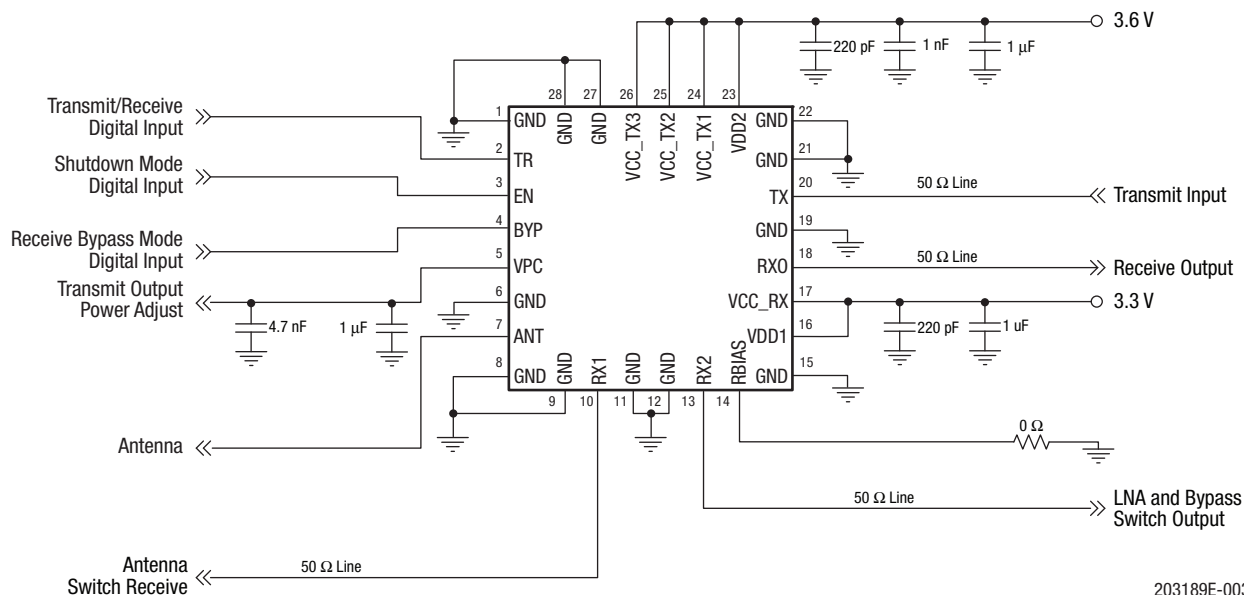 3.6 V
220 pF
1 nF
1 µF
28
27
26
25
24
23
GND
GND
VCC_TX3
VCC_TX2
VCC_TX1
VDD2
Transmit/Receive
Digital Input
Shutdown Mode
Digital Input
Receive Bypass Mode
Digital Input
Transmit Output
Power Adjust
4.7 nF
1 µF
1
GND
2
TR
3
EN
4
BYP
5
VPC
6
GND
7
ANT
8
GND
GND
22
GND
21
TX
20
50 Ω Line
Transmit Input
GND
19
RXO
18
50 Ω Line
Receive Output
VCC_RX
17
3.3 V
VDD1
16
220 pF
1 uF
GND
15
GND
RX1
GND
GND
RX2
RBIAS
9
10
11
12
13
14
0 Ω
Antenna
50 Ω Line
LNA and Bypass
Switch Output
Antenna
Switch Receive
50 Ω Line
203189E-003